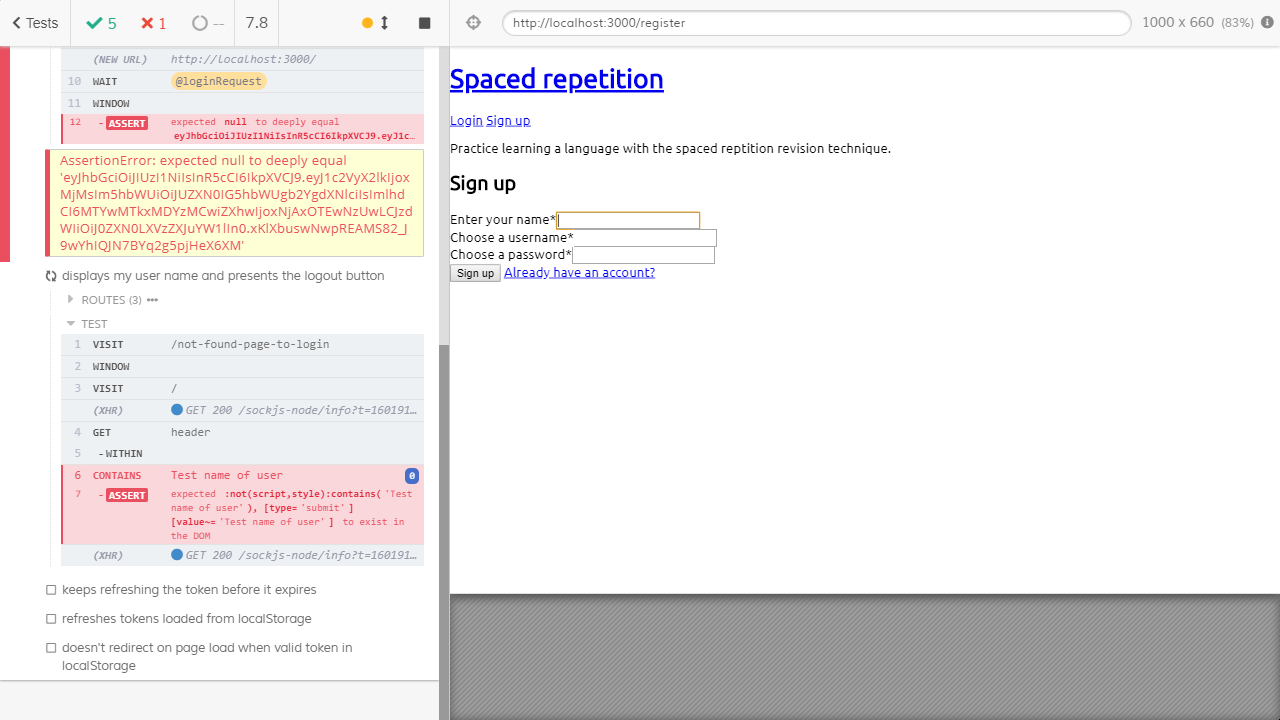 Tests
5
1
--
7.8
http://localhost:3000/register
1000 x 660 (83%)
(NEW URL) http://localhost:3000/
10 WAIT @loginRequest
11 WINDOW
12 -ASSERT expected null to deeply equal
eyJhbGciOiJIUzI1NiIsInR5cCI6IkpXVCJ9.eyJ1c…
AssertionError: expected null to deeply equal
'eyJhbGciOiJIUzI1NiIsInR5cCI6IkpXVCJ9.eyJ1c2VyX2lkIjox
MjMsIm5hbWUiOiJUZXN0IG5hbWUgb2YgdXNlciIsImlhd
CI6MTYwMTkxMDYzMCwiZXhwIjoxNjAxOTEwNzUwLCJzd
WIiOiJ0ZXN0LXVzZXJuYW1lIn0.xKlXbuswNwpREAMS82_J
9wYhIQJN7BYq2g5pjHeX6XM'
displays my user name and presents the logout button
ROUTES (3) •••
TEST
1 VISIT /not-found-page-to-login
2 WINDOW
3 VISIT /
(XHR) GET 200 /sockjs-node/info?t=160191…
4 GET header
5 -WITHIN
6 CONTAINS Test name of user 0
7 -ASSERT expected :not(script,style):contains('Test
name of user'), [type='submit']
[value~='Test name of user'] to exist in
the DOM
(XHR) GET 200 /sockjs-node/info?t=160191…
keeps refreshing the token before it expires
refreshes tokens loaded from localStorage
doesn't redirect on page load when valid token in
localStorage
Spaced repetition
Login Sign up
Practice learning a language with the spaced reptition revision technique.
Sign up
Enter your name*
Choose a username*
Choose a password*
Sign up Already have an account?